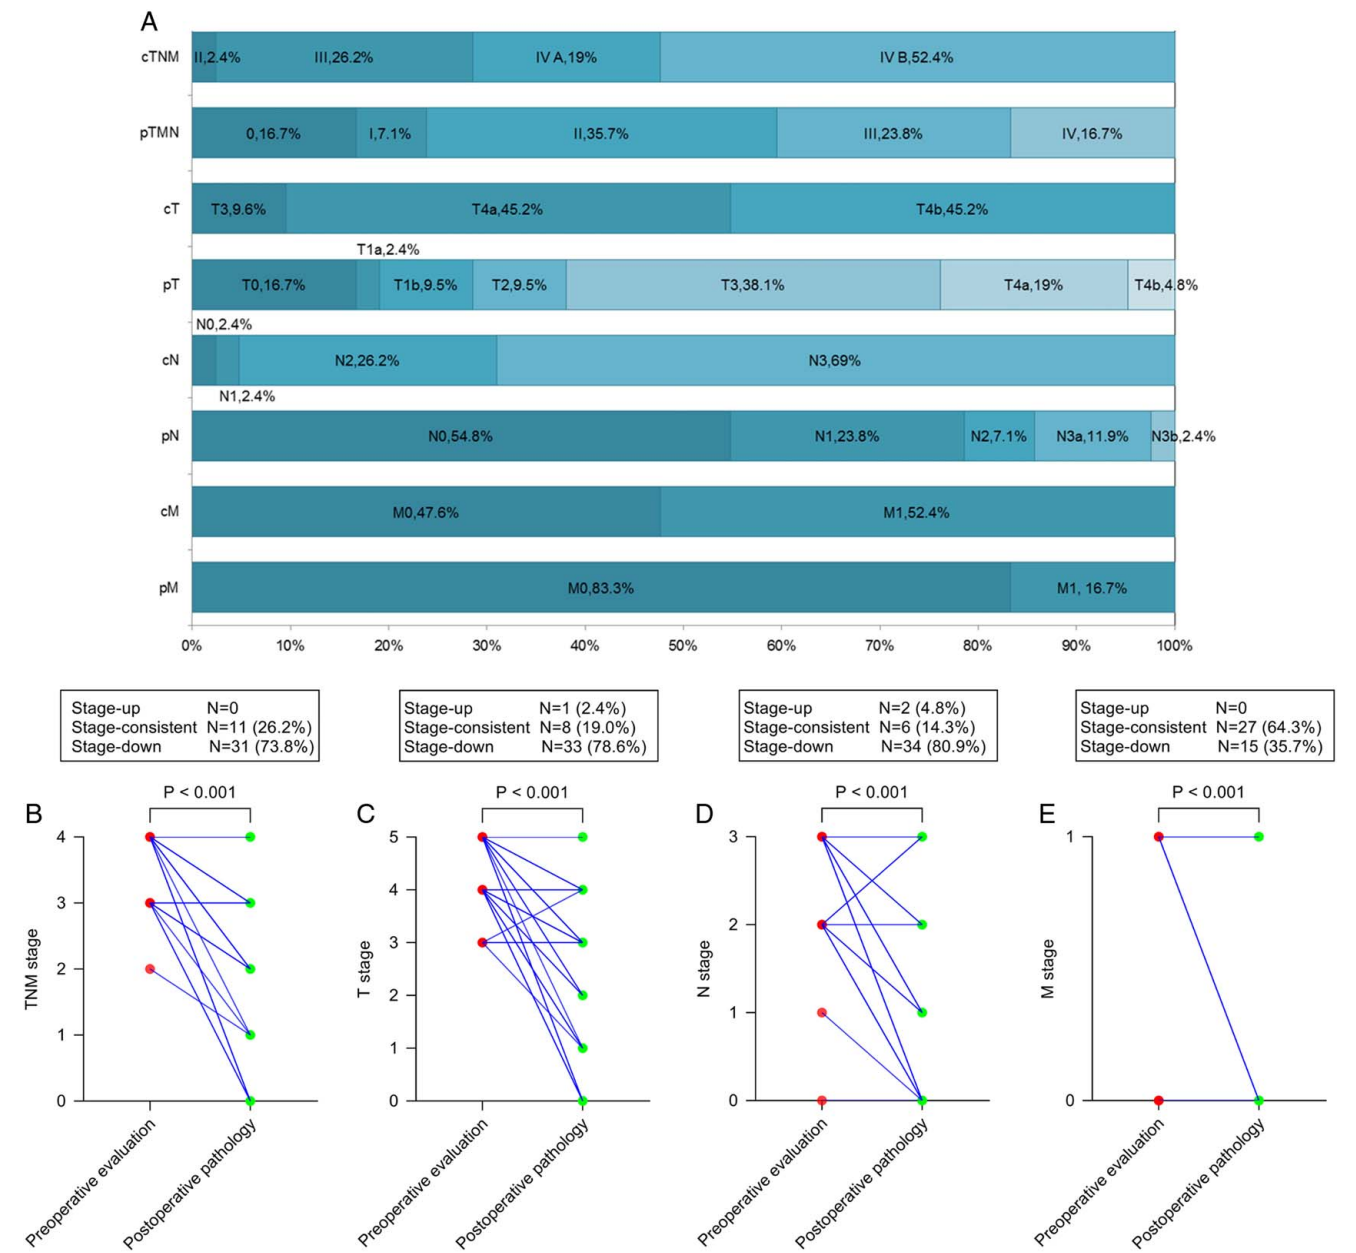 A
cTNM II,2.4% III,26.2% IV A,19% IV B,52.4%
pTMN 0,16.7% I,7.1% II,35.7% III,23.8% IV,16.7%
cT T3,9.6% T4a,45.2% T4b,45.2%
T1a,2.4%
pT T0,16.7% T1b,9.5% T2,9.5% T3,38.1% T4a,19% T4b,4.8%
N0,2.4%
cN N2,26.2% N3,69%
N1,2.4%
pN N0,54.8% N1,23.8% N2,7.1% N3a,11.9% N3b,2.4%
cM M0,47.6% M1,52.4%
pM M0,83.3% M1, 16.7%
0% 10% 20% 30% 40% 50% 60% 70% 80% 90% 100%
Stage-up N=0
Stage-consistent N=11 (26.2%)
Stage-down N=31 (73.8%)
B
P < 0.001
4
3
2
1
0
TNM stage
Preoperative evaluation
Postoperative pathology
Stage-up N=1 (2.4%)
Stage-consistent N=8 (19.0%)
Stage-down N=33 (78.6%)
C
P < 0.001
5
4
3
2
1
0
T stage
Preoperative evaluation
Postoperative pathology
Stage-up N=2 (4.8%)
Stage-consistent N=6 (14.3%)
Stage-down N=34 (80.9%)
D
P < 0.001
3
2
1
0
N stage
Preoperative evaluation
Postoperative pathology
Stage-up N=0
Stage-consistent N=27 (64.3%)
Stage-down N=15 (35.7%)
E
P < 0.001
1
0
M stage
Preoperative evaluation
Postoperative pathology